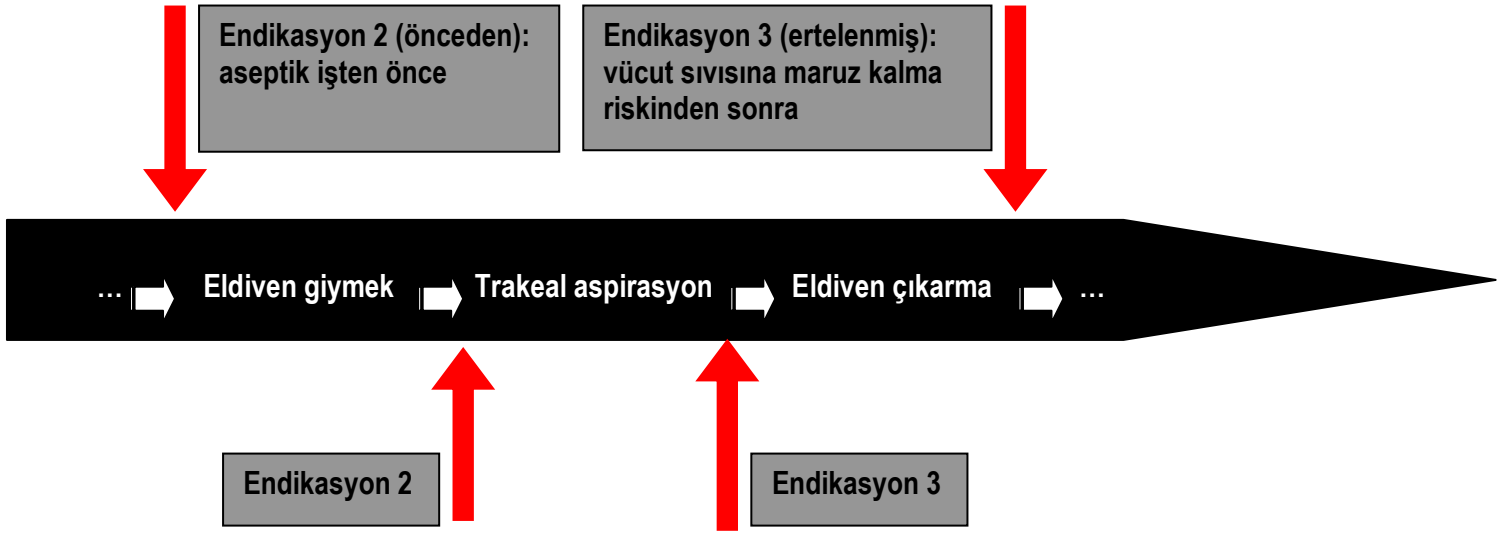 Endikasyon 2 (önceden):
aseptik işten önce
Endikasyon 3 (ertelenmiş):
vücut sıvısına maruz kalma
riskinden sonra
… Eldiven giymek Trakeal aspirasyon Eldiven çıkarma …
Endikasyon 2
Endikasyon 3